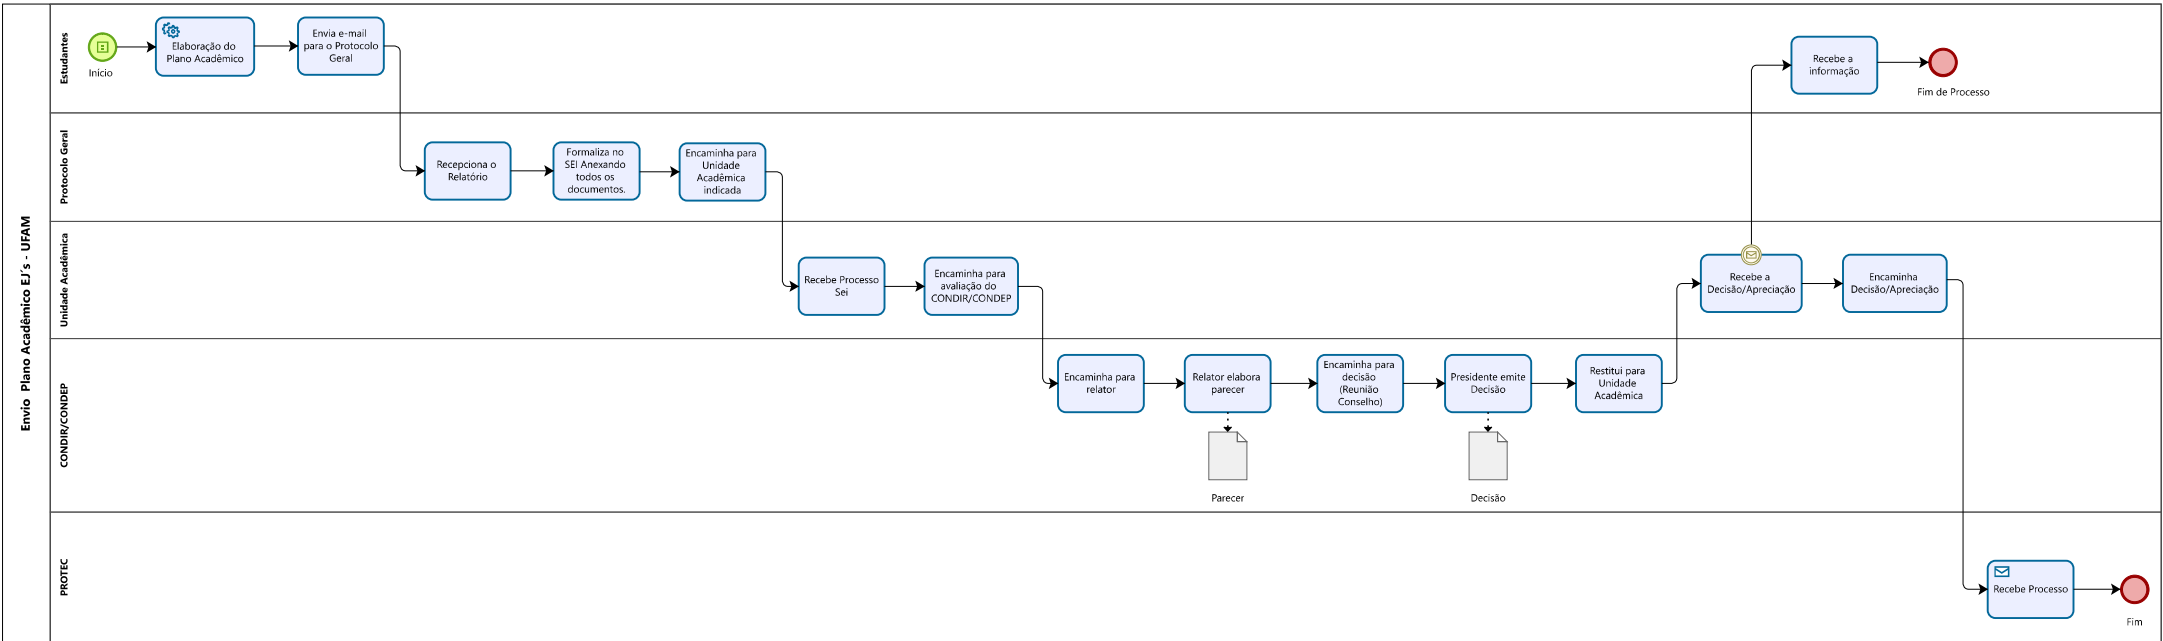 Envio  Plano Acadêmico EJ´s - UFAM
Estudantes
Início
Elaboração do
Plano Acadêmico
Envia e-mail
para o Protocolo
Geral
Recebe a
informação
Fim de Processo
Protocolo Geral
Recepciona o
Relatório
Formaliza no
SEI Anexando
todos os
documentos.
Encaminha para
Unidade
Acadêmica
indicada
Unidade Acadêmica
Recebe Processo
Sei
Encaminha para
avaliação do
CONDIR/CONDEP
Recebe a
Decisão/Apreciação
Encaminha
Decisão/Apreciação
CONDIR/CONDEP
Encaminha para
relator
Relator elabora
parecer
Encaminha para
decisão
(Reunião
Conselho)
Presidente emite
Decisão
Restitui para
Unidade
Acadêmica
Parecer
Decisão
PROTEC
Recebe Processo
Fim